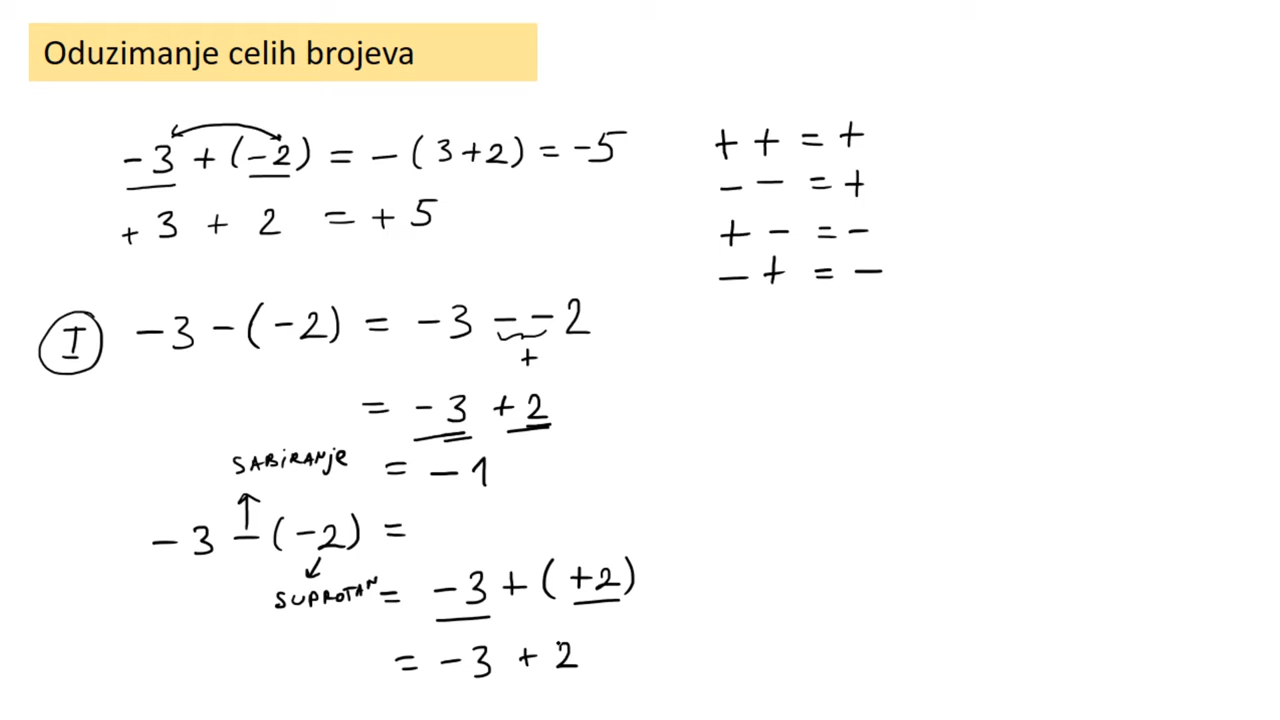 Oduzimanje celih brojeva
-3 + (-2) = -(3+2) = -5
+3 + 2 = +5
+ + = +
- - = +
+ - = -
- + = -
I -3 - (-2) = -3 - - 2
+
= -3 + 2
SABIRANJE
= -1
-3 - (-2) =
SUPROTAN
= -3 + (+2)
= -3 + 2